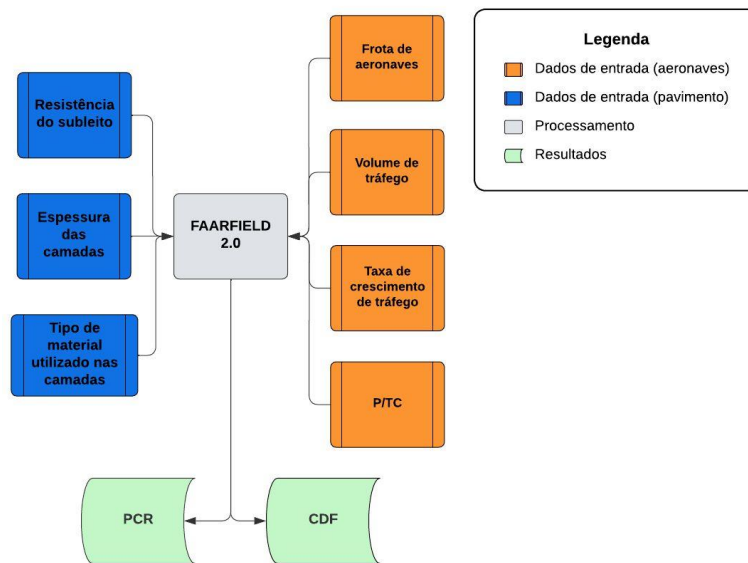 Resistência
do subleito
Espessura
das
camadas
Tipo de
material
utilizado nas
camadas
FAARFIELD
2.0
Frota de
aeronaves
Volume de
tráfego
Taxa de
crescimento
de tráfego
P/TC
PCR
CDF
Legenda
Dados de entrada (aeronaves)
Dados de entrada (pavimento)
Processamento
Resultados